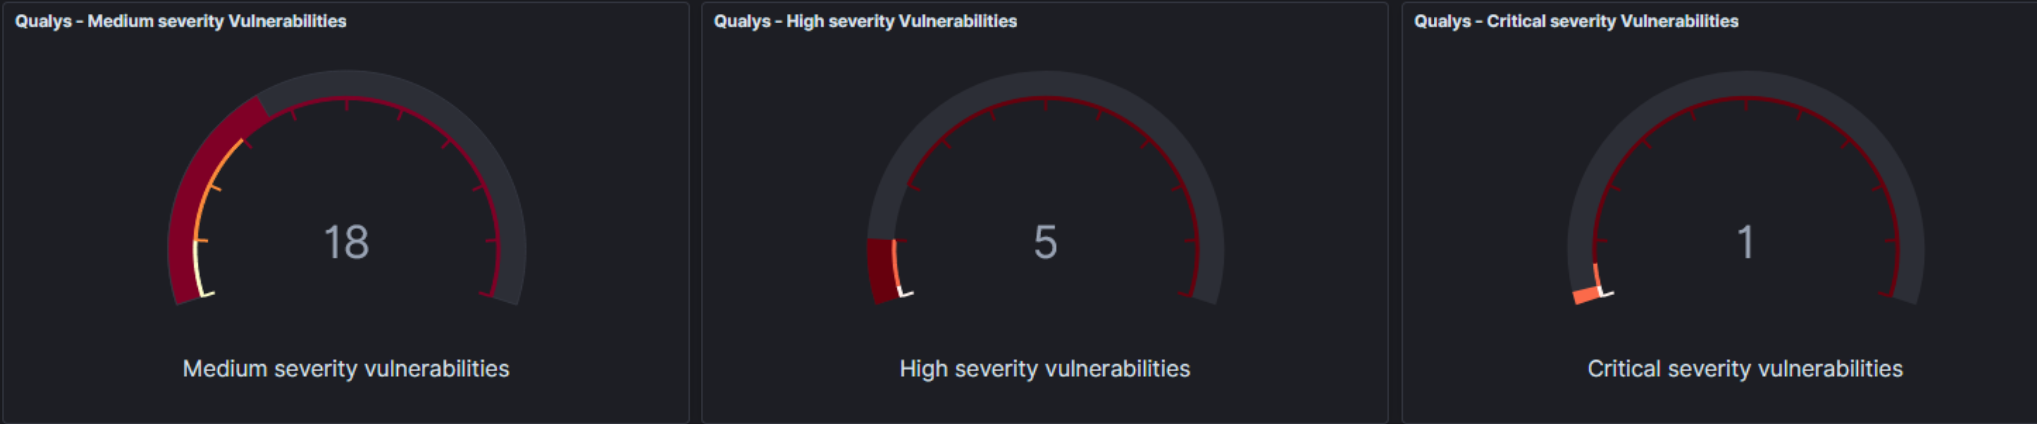 Qualys - Medium severity Vulnerabilities
18
Medium severity vulnerabilities
Qualys - High severity Vulnerabilities
5
High severity vulnerabilities
Qualys - Critical severity Vulnerabilities
1
Critical severity vulnerabilities